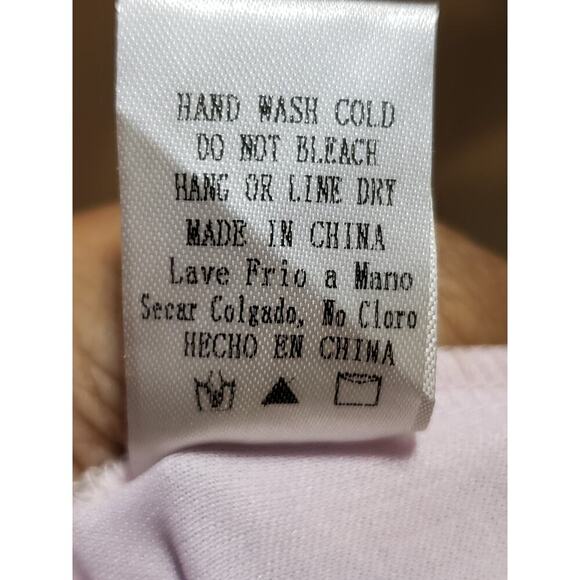 HAND WASH COLD
DO NOT BLEACH
HANG OR LINE DRY
MADE IN CHINA
Lave Frio a Mano
Secar Colgado, No Cloro
HECHO EN CHINA